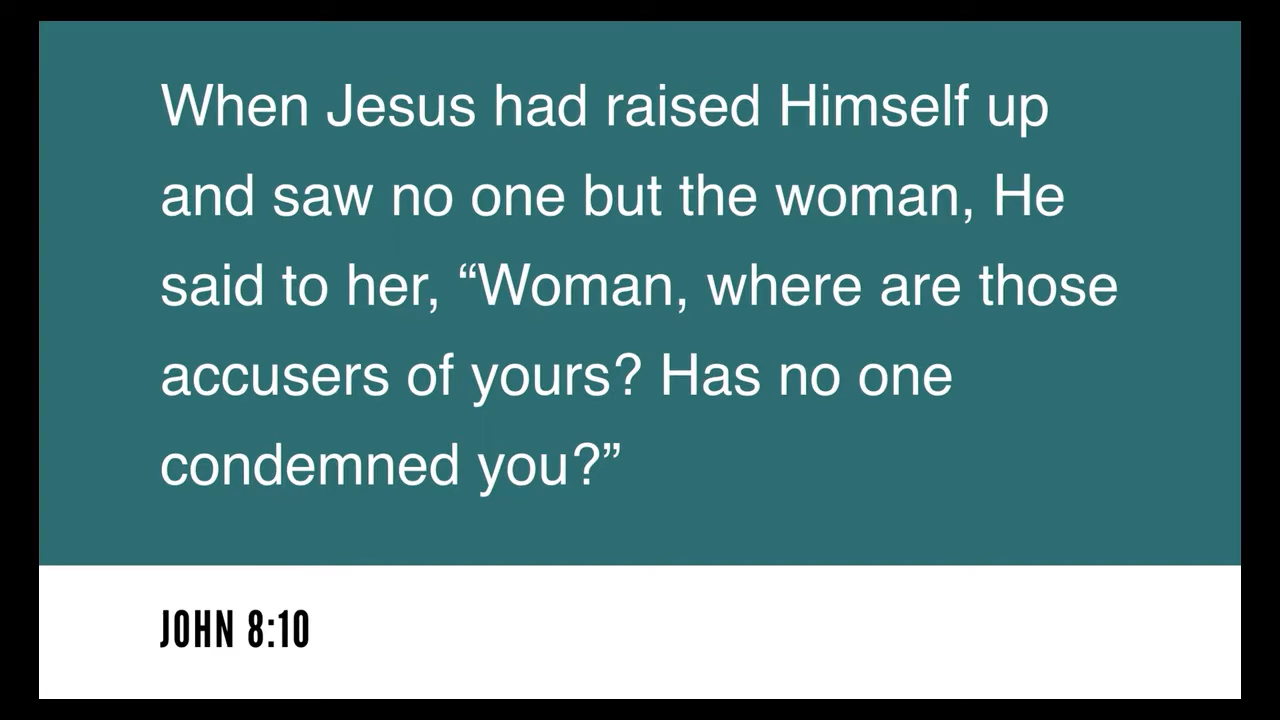 When Jesus had raised Himself up
and saw no one but the woman, He
said to her, “Woman, where are those
accusers of yours? Has no one
condemned you?”
JOHN 8:10